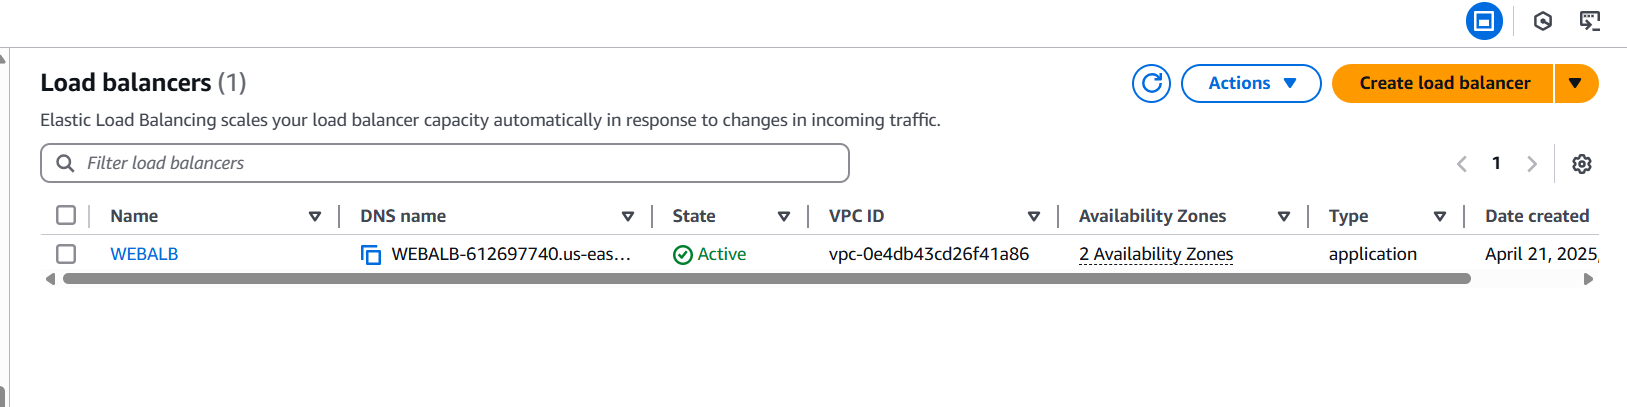 Load balancers (1)
Actions
Create load balancer
Elastic Load Balancing scales your load balancer capacity automatically in response to changes in incoming traffic.
Filter load balancers
1
Name DNS name State VPC ID Availability Zones Type Date created
WEBALB WEBALB-612697740.us-eas... Active vpc-0e4db43cd26f41a86 2 Availability Zones application April 21, 2025,